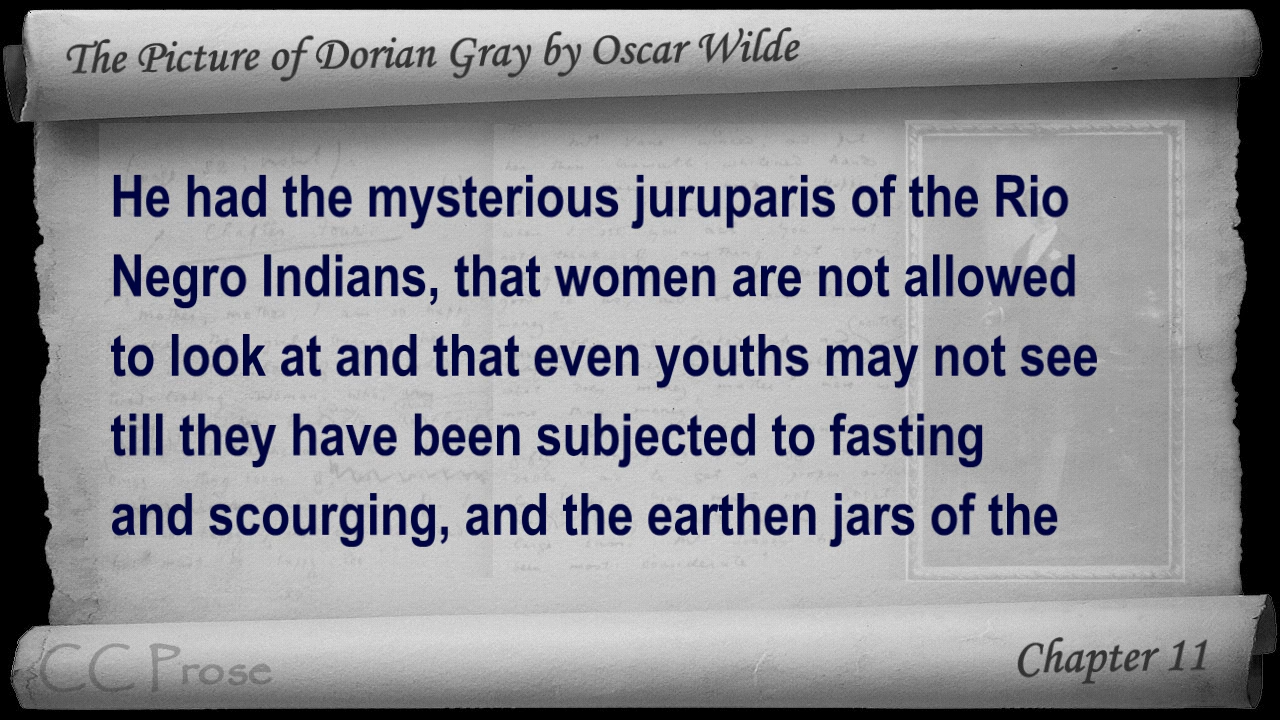 The Picture of Dorian Gray by Oscar Wilde
He had the mysterious juruparis of the Rio
Negro Indians, that women are not allowed
to look at and that even youths may not see
till they have been subjected to fasting
and scourging, and the earthen jars of the
CC Prose
Chapter 11